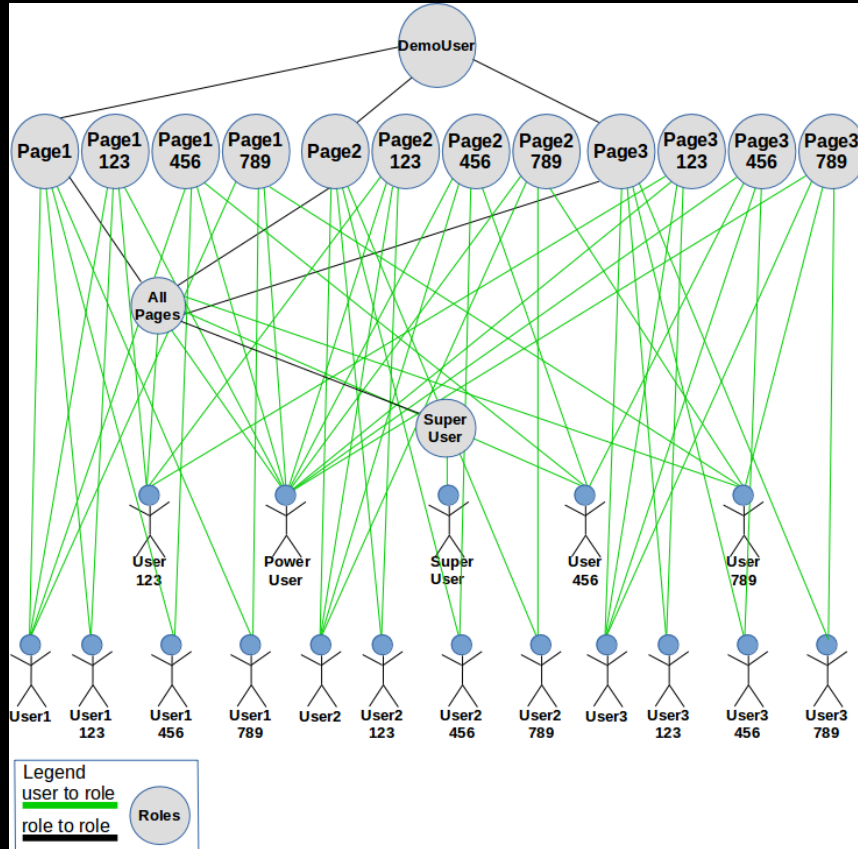 DemoUser
Page1
Page1
123
Page1
456
Page1
789
Page2
Page2
123
Page2
456
Page2
789
Page3
Page3
123
Page3
456
Page3
789
All
Pages
Super
User
User
123
Power
User
Super
User
User
456
User
789
User1
User1
123
User1
456
User1
789
User2
User2
123
User2
456
User2
789
User3
User3
123
User3
456
User3
789
Legend
user to role
role to role
Roles